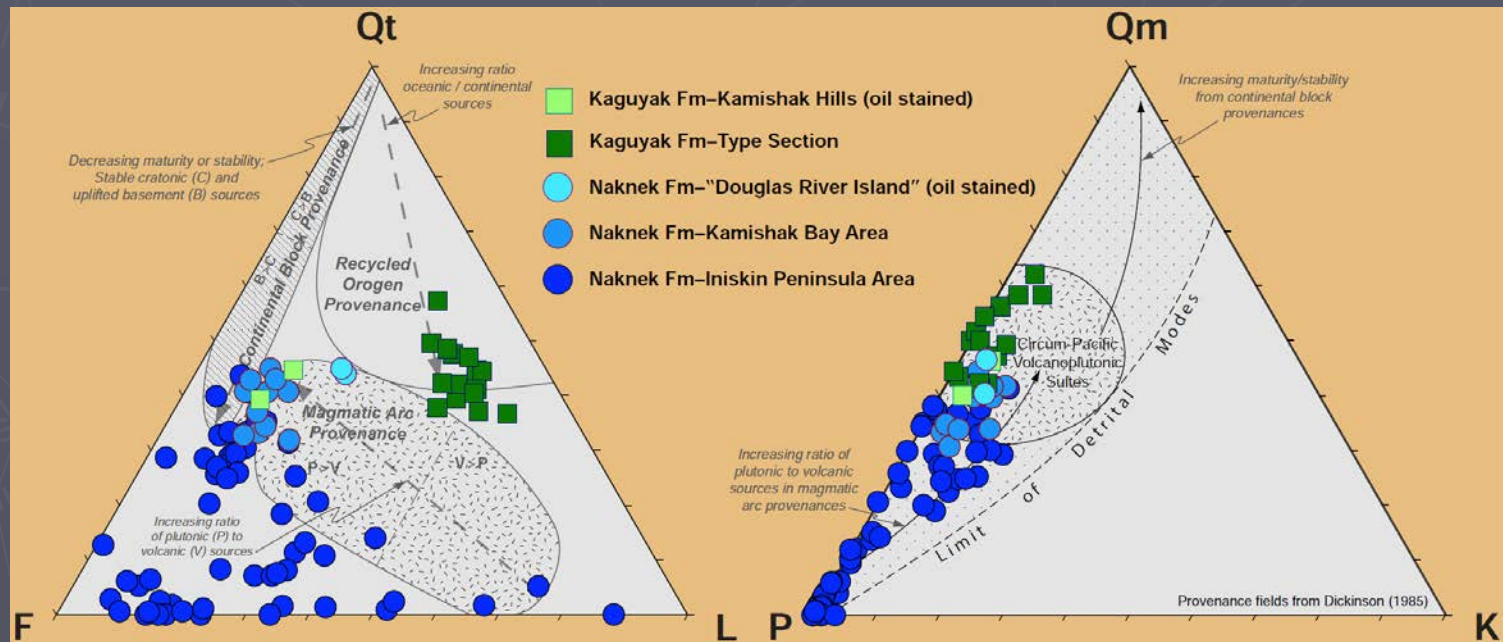 Qt
Increasing ratio
oceanic / continental
sources
Decreasing maturity or stability;
Stable cratonic (C) and
uplifted basement (B) sources
C>B
B>C
Continental Block Provenance
Recycled
Orogen
Provenance
Magmatic Arc
Provenance
P>V
V>P
Increasing ratio
of plutonic (P) to
volcanic (V) sources
F
L
Kaguyak Fm–Kamishak Hills (oil stained)
Kaguyak Fm–Type Section
Naknek Fm–"Douglas River Island" (oil stained)
Naknek Fm–Kamishak Bay Area
Naknek Fm–Iniskin Peninsula Area
Qm
Increasing maturity/stability
from continental block
provenances
Circum-Pacific
Volcanoplutonic
Suites
Increasing ratio of
plutonic to volcanic
sources in magmatic
arc provenances
Limit of Detrital Modes
Provenance fields from Dickinson (1985)
P
K